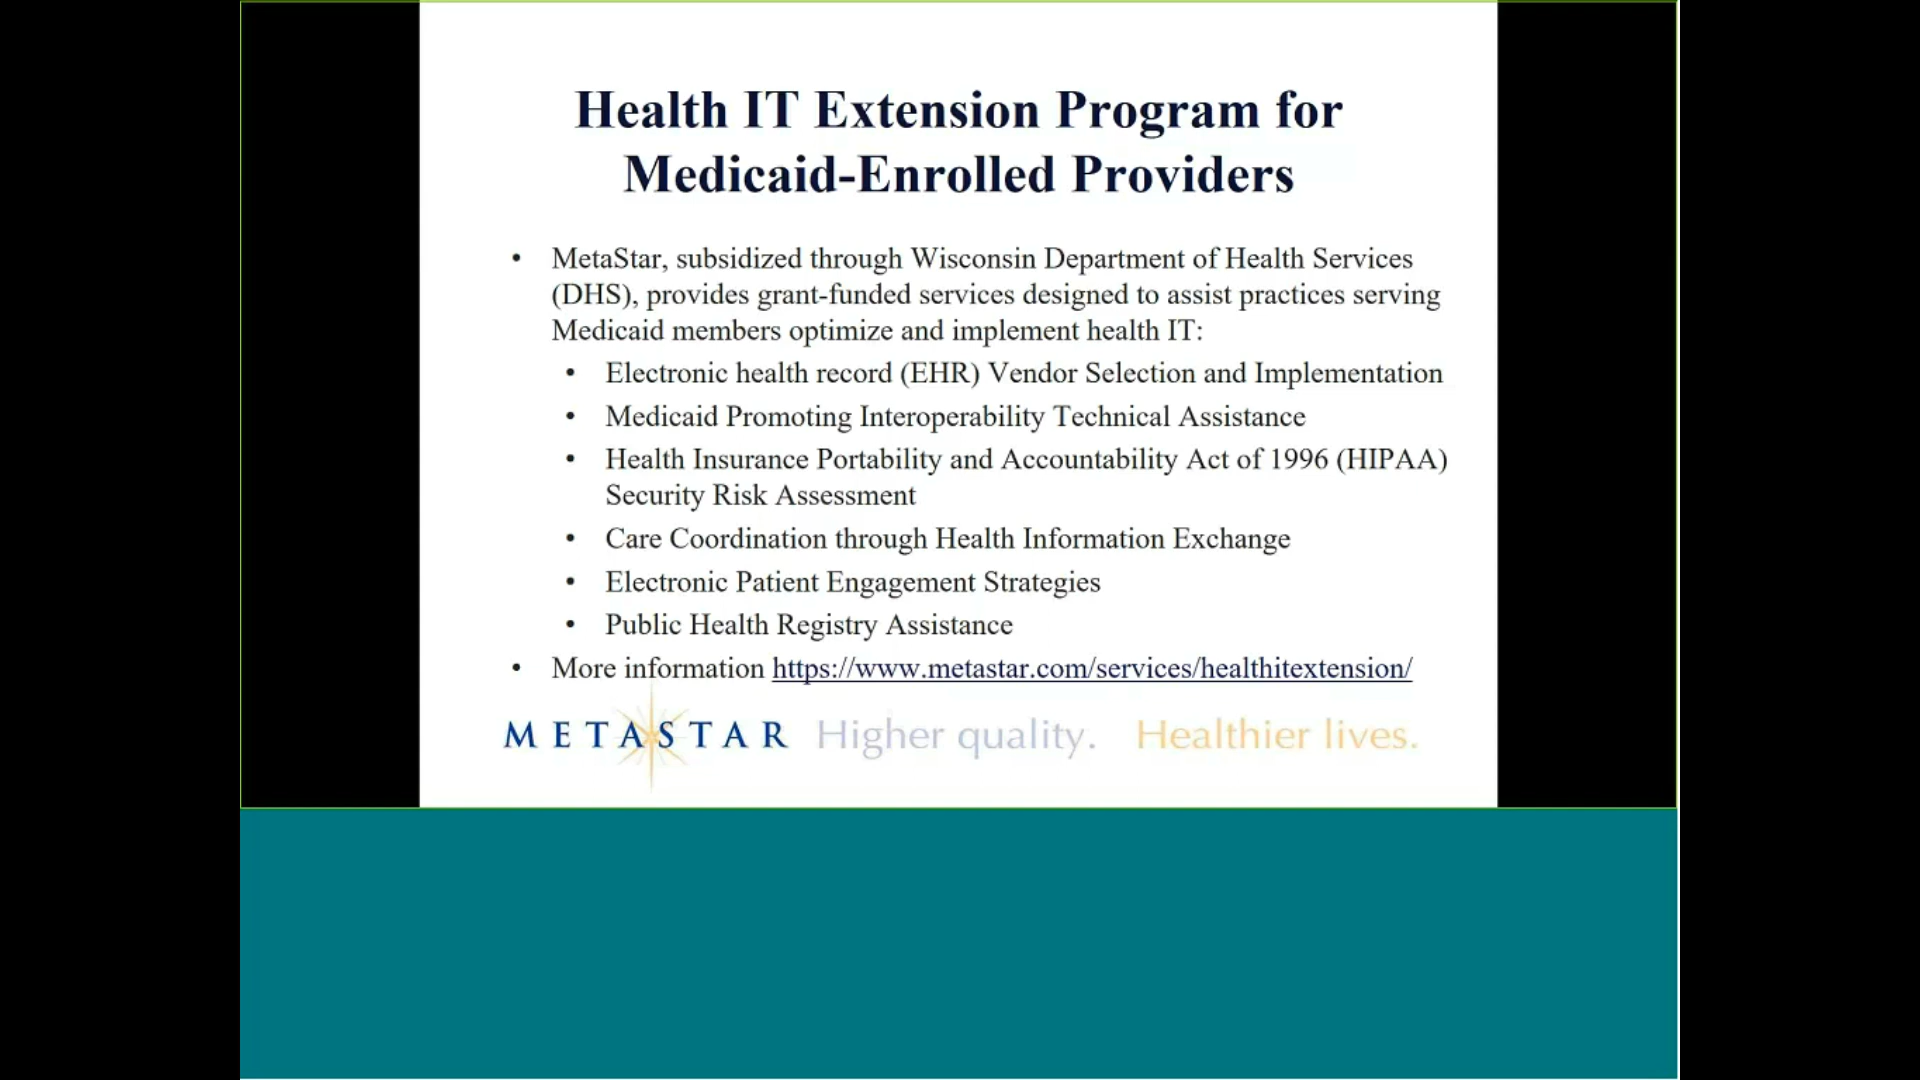 Health IT Extension Program for
Medicaid-Enrolled Providers
• MetaStar, subsidized through Wisconsin Department of Health Services
(DHS), provides grant-funded services designed to assist practices serving
Medicaid members optimize and implement health IT:
• Electronic health record (EHR) Vendor Selection and Implementation
• Medicaid Promoting Interoperability Technical Assistance
• Health Insurance Portability and Accountability Act of 1996 (HIPAA)
Security Risk Assessment
• Care Coordination through Health Information Exchange
• Electronic Patient Engagement Strategies
• Public Health Registry Assistance
• More information https://www.metastar.com/services/healthitextension/
METASTAR Higher quality. Healthier lives.